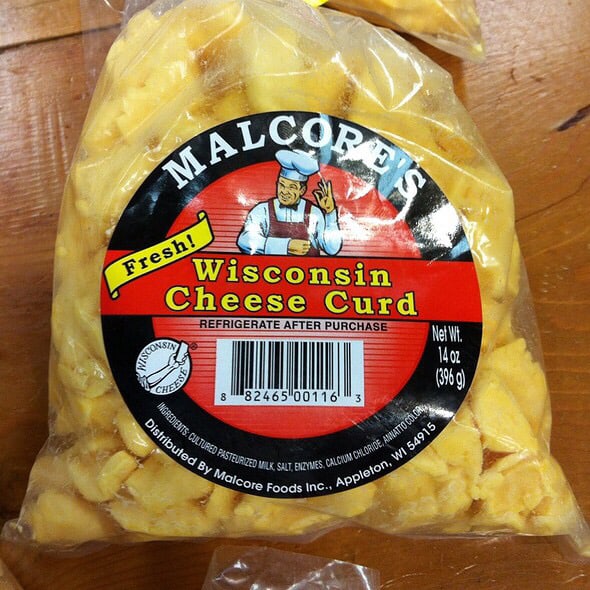 MALCORE'S
Fresh!
Wisconsin
Cheese Curd
REFRIGERATE AFTER PURCHASE
Net Wt.
14 oz
(396 g)
WISCONSIN
CHEESE
®
8 82465 00116 3
INGREDIENTS: CULTURED PASTEURIZED MILK, SALT, ENZYMES, CALCIUM CHLORIDE, ANNATTO COLOR
Distributed By Malcore Foods Inc., Appleton, WI 54915